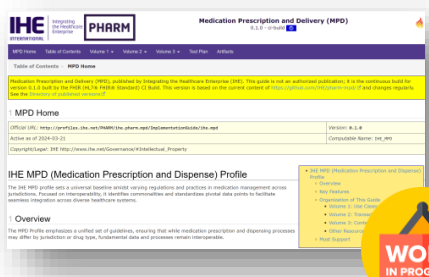 IHE
INTERNATIONAL
Integrating
the Healthcare
Enterprise
PHARM
Medication Prescription and Delivery (MPD)
0.1.0 - ci-build
MPD Home Table of Contents Volume 1 Volume 2 Volume 3 Test Plan Artifacts
Table of Contents > MPD Home
Medication Prescription and Delivery (MPD), published by Integrating the Healthcare Enterprise (IHE). This guide is not an authorized publication; it is the continuous build for
version 0.1.0 built by the FHIR (HL7® FHIR® Standard) CI Build. This version is based on the current content of https://github.com/IHE/pharm-mpd/ and changes regularly.
See the Directory of published versions
1 MPD Home
Official URL: http://profiles.ihe.net/PHARM/ihe.pharm.mpd/ImplementationGuide/ihe.mpd Version: 0.1.0
Active as of 2024-03-21 Computable Name: IHE_MPD
Copyright/Legal: IHE http://www.ihe.net/Governance/#Intellectual_Property
IHE MPD (Medication Prescription and Dispense) Profile
The IHE MPD profile sets a universal baseline amidst varying regulations and practices in medication management across
jurisdictions. Focused on interoperability, it identifies commonalities and standardizes pivotal data points to facilitate
seamless integration across diverse healthcare systems.
1 Overview
The MPD Profile emphasizes a unified set of guidelines, ensuring that while medication prescription and dispensing processes
may differ by jurisdiction or drug type, fundamental data and processes remain interoperable.
IHE MPD (Medication Prescription and Dispense)
Profile
Overview
Key Features
Organization of This Guide
Volume 1: Use Cases
Volume 2: Transac
Volume 3: Conte
Other Resource
Must Support
WO
IN PROG